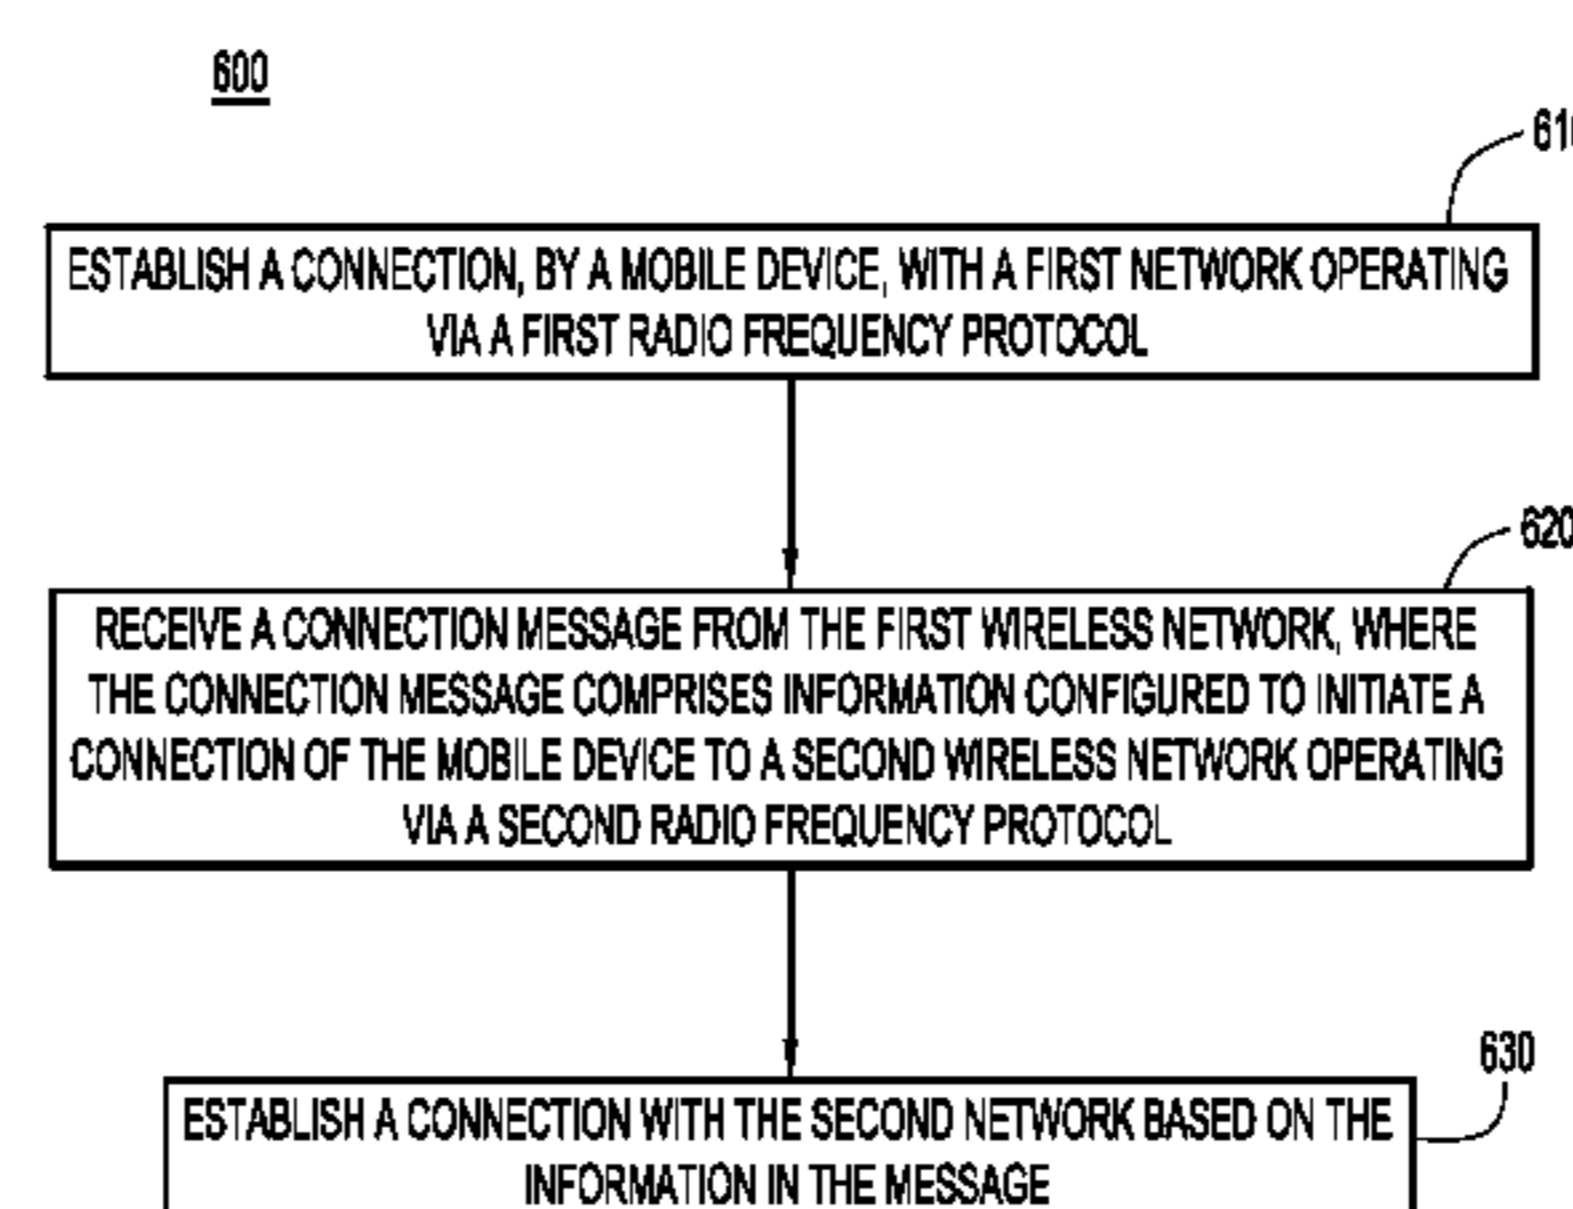 600
ESTABLISH A CONNECTION, BY A MOBILE DEVICE, WITH A FIRST NETWORK OPERATING
VIA A FIRST RADIO FREQUENCY PROTOCOL
620
RECEIVE A CONNECTION MESSAGE FROM THE FIRST WIRELESS NETWORK, WHERE
THE CONNECTION MESSAGE COMPRISES INFORMATION CONFIGURED TO INITIATE A
CONNECTION OF THE MOBILE DEVICE TO A SECOND WIRELESS NETWORK OPERATING
VIA A SECOND RADIO FREQUENCY PROTOCOL
630
ESTABLISH A CONNECTION WITH THE SECOND NETWORK BASED ON THE
INFORMATION IN THE MESSAGE